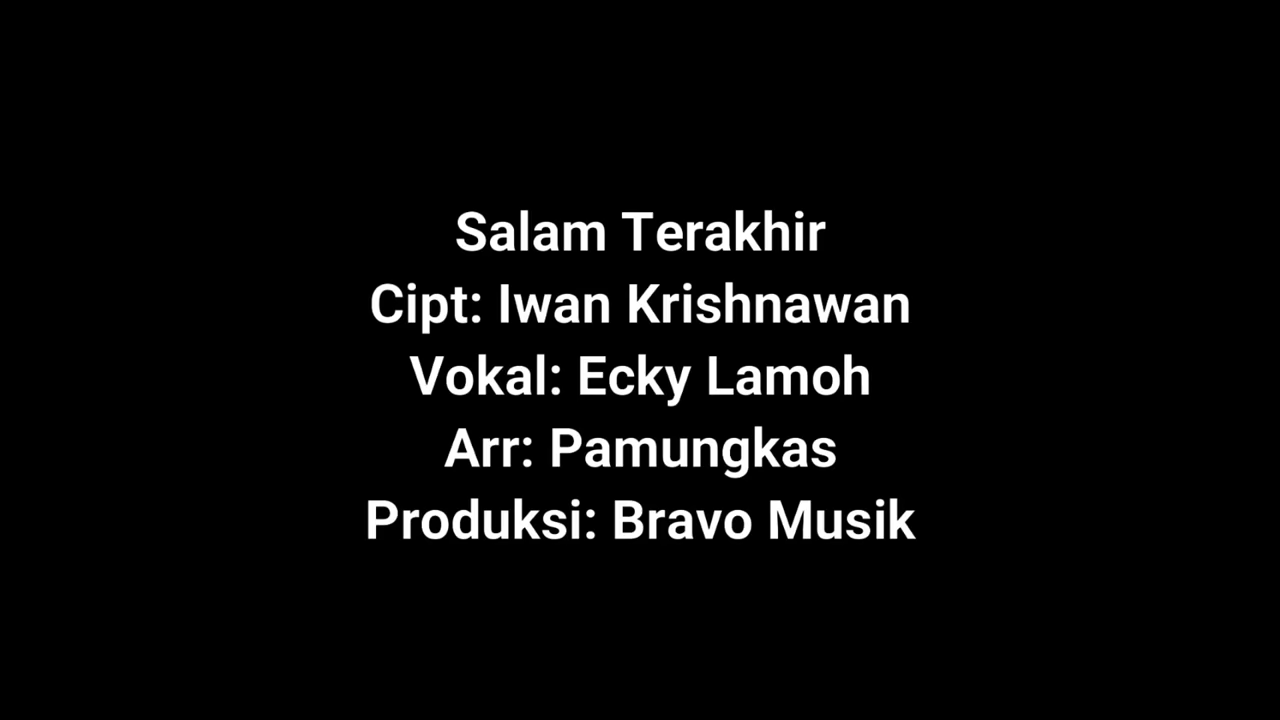 Salam Terakhir
Cipt: Iwan Krishnawan
Vokal: Ecky Lamoh
Arr: Pamungkas
Produksi: Bravo Musik